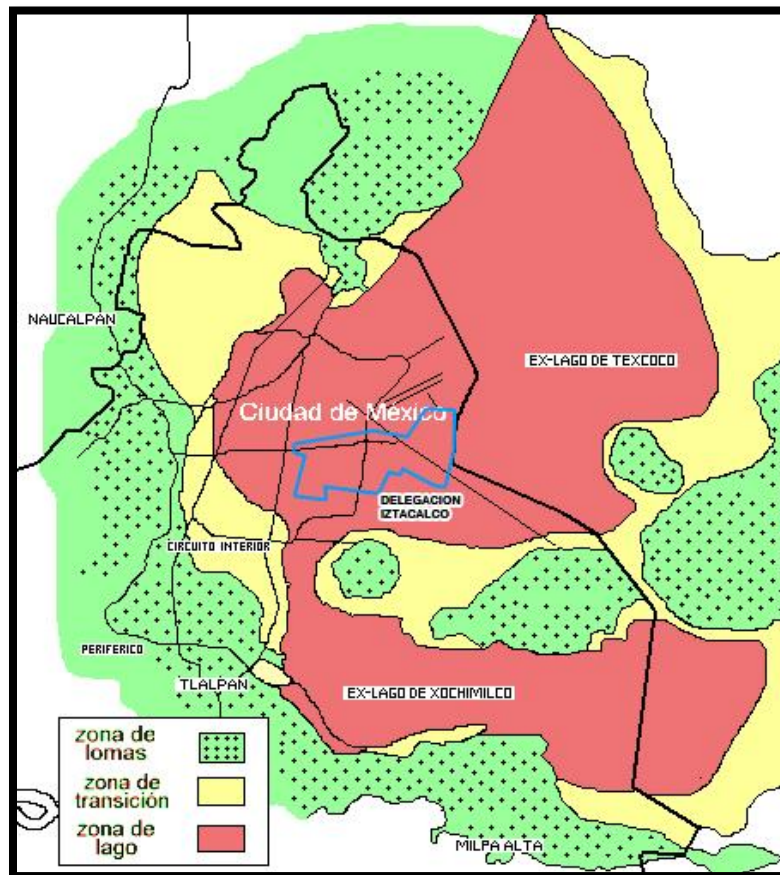 NAUCALPAN
EX-LAGO DE TEXCOCO
Ciudad de México
DELEGACION
IZTACALCO
CIRCUITO INTERIOR
PERIFERICO
TLALPAN
EX-LAGO DE XOCHIMILCO
zona de
lomas
zona de
transición
zona de
lago
MILPA ALTA